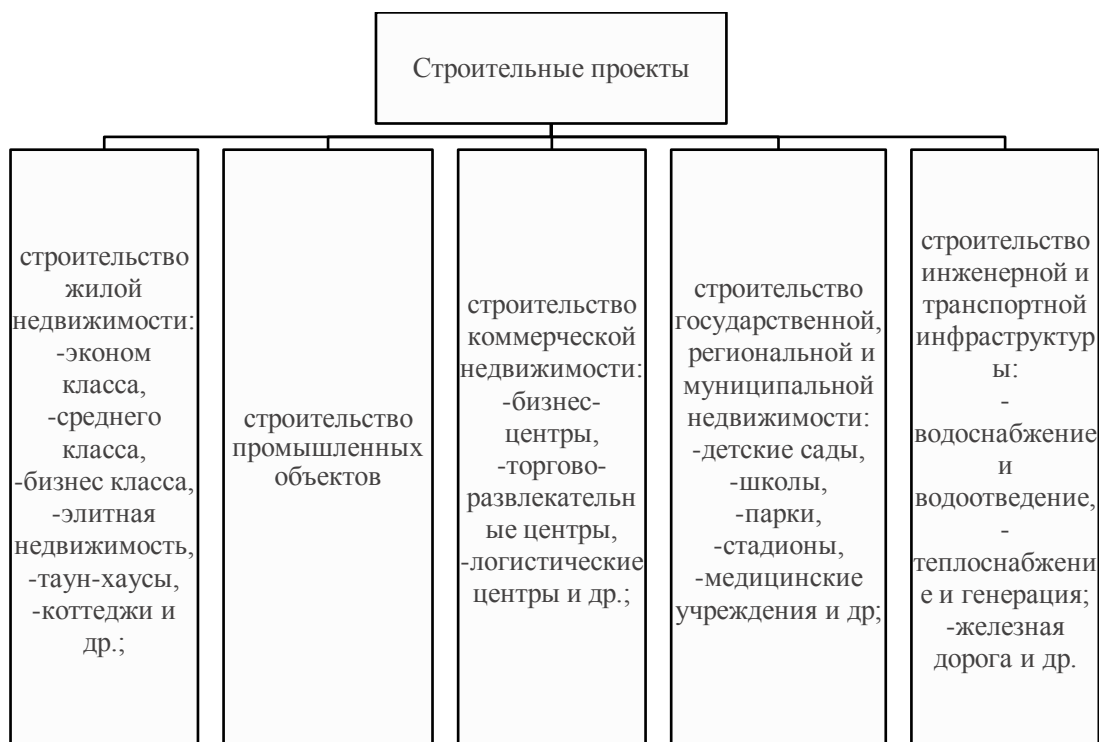 Строительные проекты
строительство
жилой
недвижимости:
-эконом
класса,
-среднего
класса,
-бизнес класса,
-элитная
недвижимость,
-таун-хаусы,
-коттеджи и
др.;
строительство
промышленных
объектов
строительство
коммерческой
недвижимости:
-бизнес-
центры,
-торгово-
развлекательн
ые центры,
-логистические
центры и др.;
строительство
государственной,
региональной и
муниципальной
недвижимости:
-детские сады,
-школы,
-парки,
-стадионы,
-медицинские
учреждения и др;
строительство
инженерной и
транспортной
инфраструктур
ы:
-
водоснабжение
и
водоотведение,
-
теплоснабжени
е и генерация;
-железная
дорога и др.